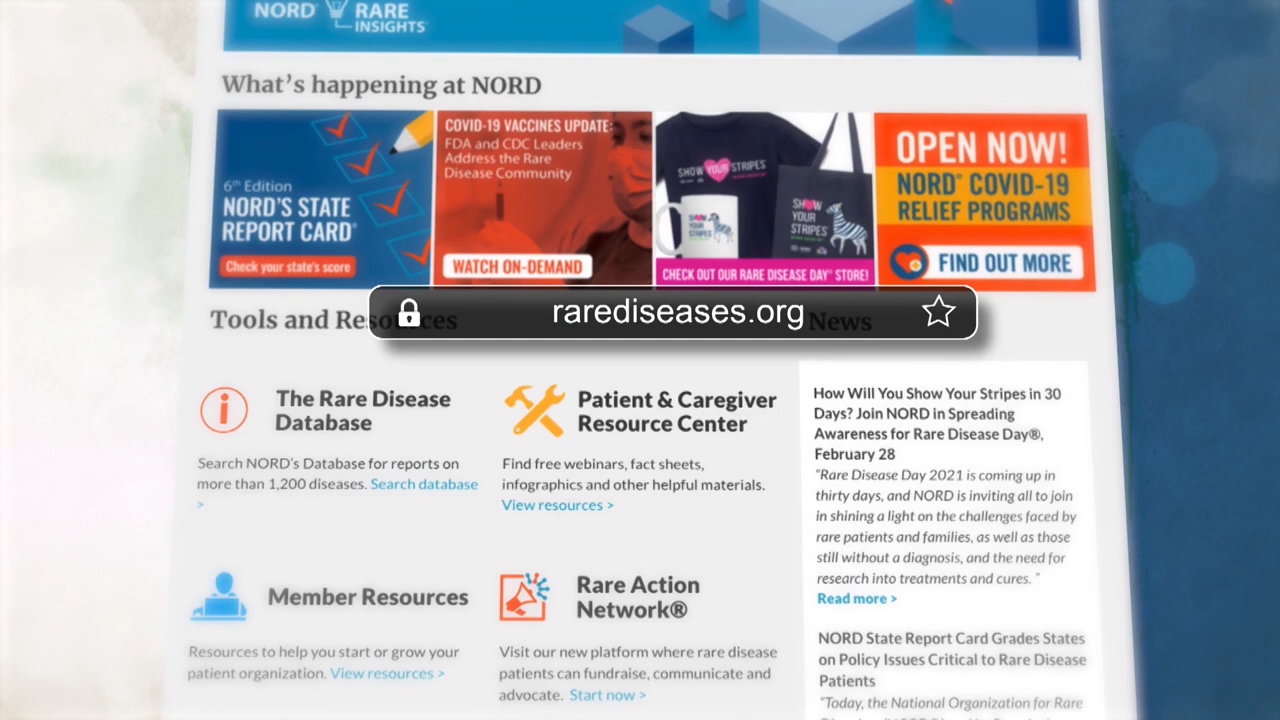 NORD® RARE
INSIGHTS™
What's happening at NORD
6th Edition
NORD'S STATE
REPORT CARD®
Check your state's score
COVID-19 VACCINES UPDATE:
FDA and CDC Leaders
Address the Rare
Disease Community
WATCH ON-DEMAND
SHOW YOUR STRIPES™
SHOW
YOUR
STRIPES
SHOW
YOUR
STRIPES™
CHECK OUT OUR RARE DISEASE DAY® STORE!
OPEN NOW!
NORD® COVID-19
RELIEF PROGRAMS
FIND OUT MORE
rarediseases.org
Tools and Resources
The Rare Disease
Database
Search NORD's Database for reports on
more than 1,200 diseases. Search database
>
Patient & Caregiver
Resource Center
Find free webinars, fact sheets,
infographics and other helpful materials.
View resources >
Member Resources
Resources to help you start or grow your
patient organization. View resources >
Rare Action
Network®
Visit our new platform where rare disease
patients can fundraise, communicate and
advocate. Start now >
News
How Will You Show Your Stripes in 30
Days? Join NORD in Spreading
Awareness for Rare Disease Day®,
February 28
“Rare Disease Day 2021 is coming up in
thirty days, and NORD is inviting all to join
in shining a light on the challenges faced by
rare patients and families, as well as those
still without a diagnosis, and the need for
research into treatments and cures. ”
Read more >
NORD State Report Card Grades States
on Policy Issues Critical to Rare Disease
Patients
“Today, the National Organization for Rare